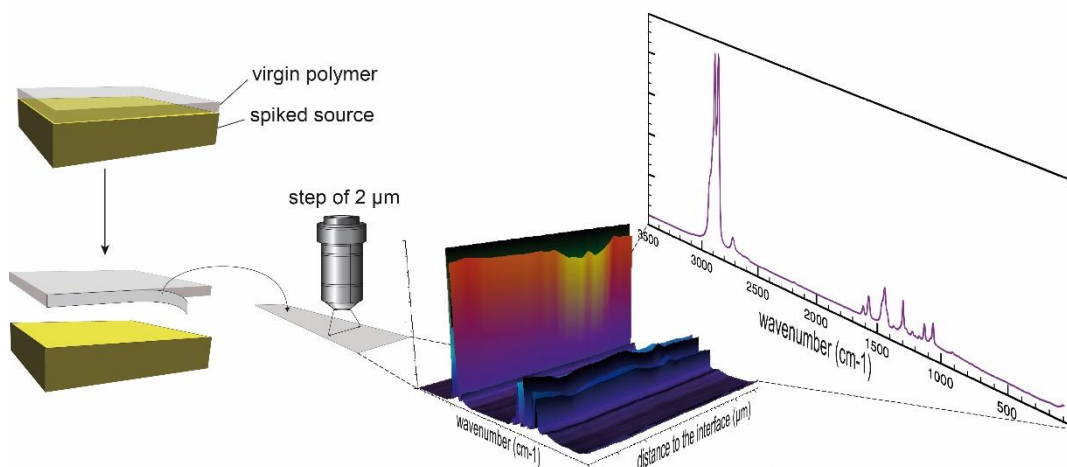 virgin polymer
spiked source
step of 2 µm
wavenumber (cm-1)
distance to the interface (µm)
3500
3000
2500
2000
1500
1000
500
wavenumber (cm-1)